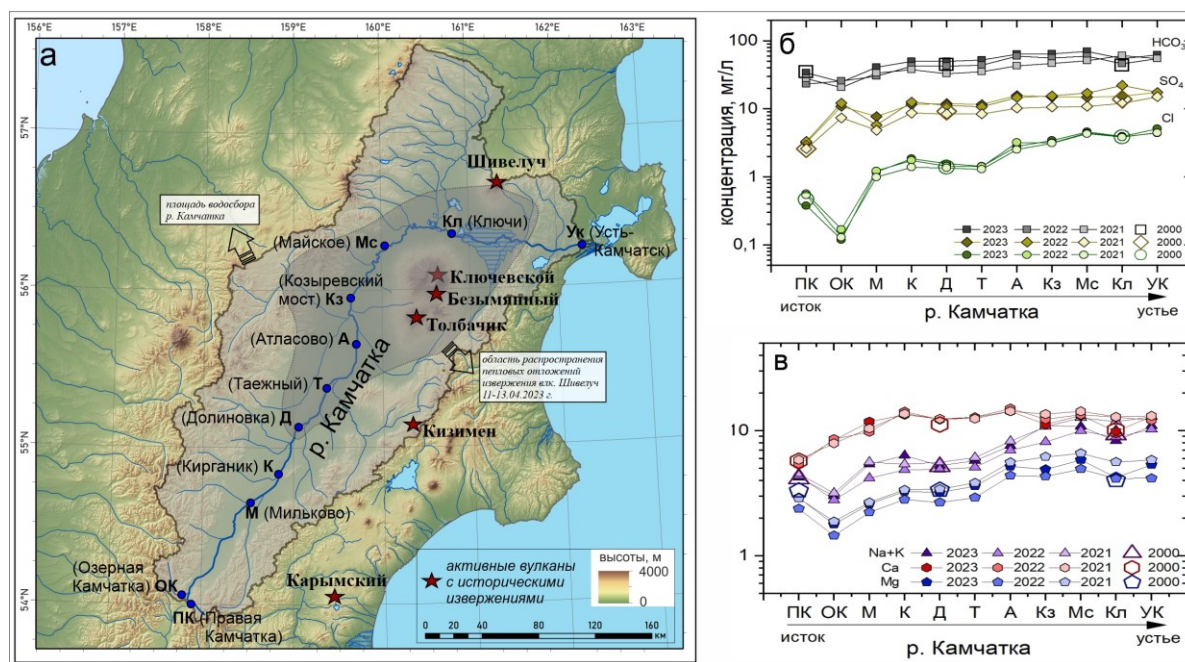 156°E 157°E 158°E 159°E 160°E 161°E 162°E 163°E
а
57°N
56°N
55°N
54°N
Шивелуч
площадь водосбора
р. Камчатка
Кл (Ключи)
Ук (Усть-
Камчатск)
(Майское) Мс
Ключевской
(Козыревский
мост) Кз
Безымянный
Толбачик
(Атласово) А
область распространения
пепловых отложений
извержения влк. Шивелуч
11-13.04.2023 г.
(Таежный) Т
р. Камчатка
(Долиновка) Д
Кизимен
(Кирганик) К
М (Мильково)
(Озерная
Камчатка) ОК
ПК (Правая
Камчатка)
Карымский
активные вулканы
с историческими
извержениями
высоты, м
4000
0
0 20 40 80 120 160
км
б
концентрация, мг/л
100
10
1
0,1
HCO3
SO4
Cl
2023 2022 2021 2000
2023 2022 2021 2000
2023 2022 2021 2000
ПК ОК М К Д Т А Кз Мс Кл УК
исток устье
р. Камчатка
в
10
1
Na+K 2023 2022 2021 2000
Ca 2023 2022 2021 2000
Mg 2023 2022 2021 2000
ПК ОК М К Д Т А Кз Мс Кл УК
исток устье
р. Камчатка